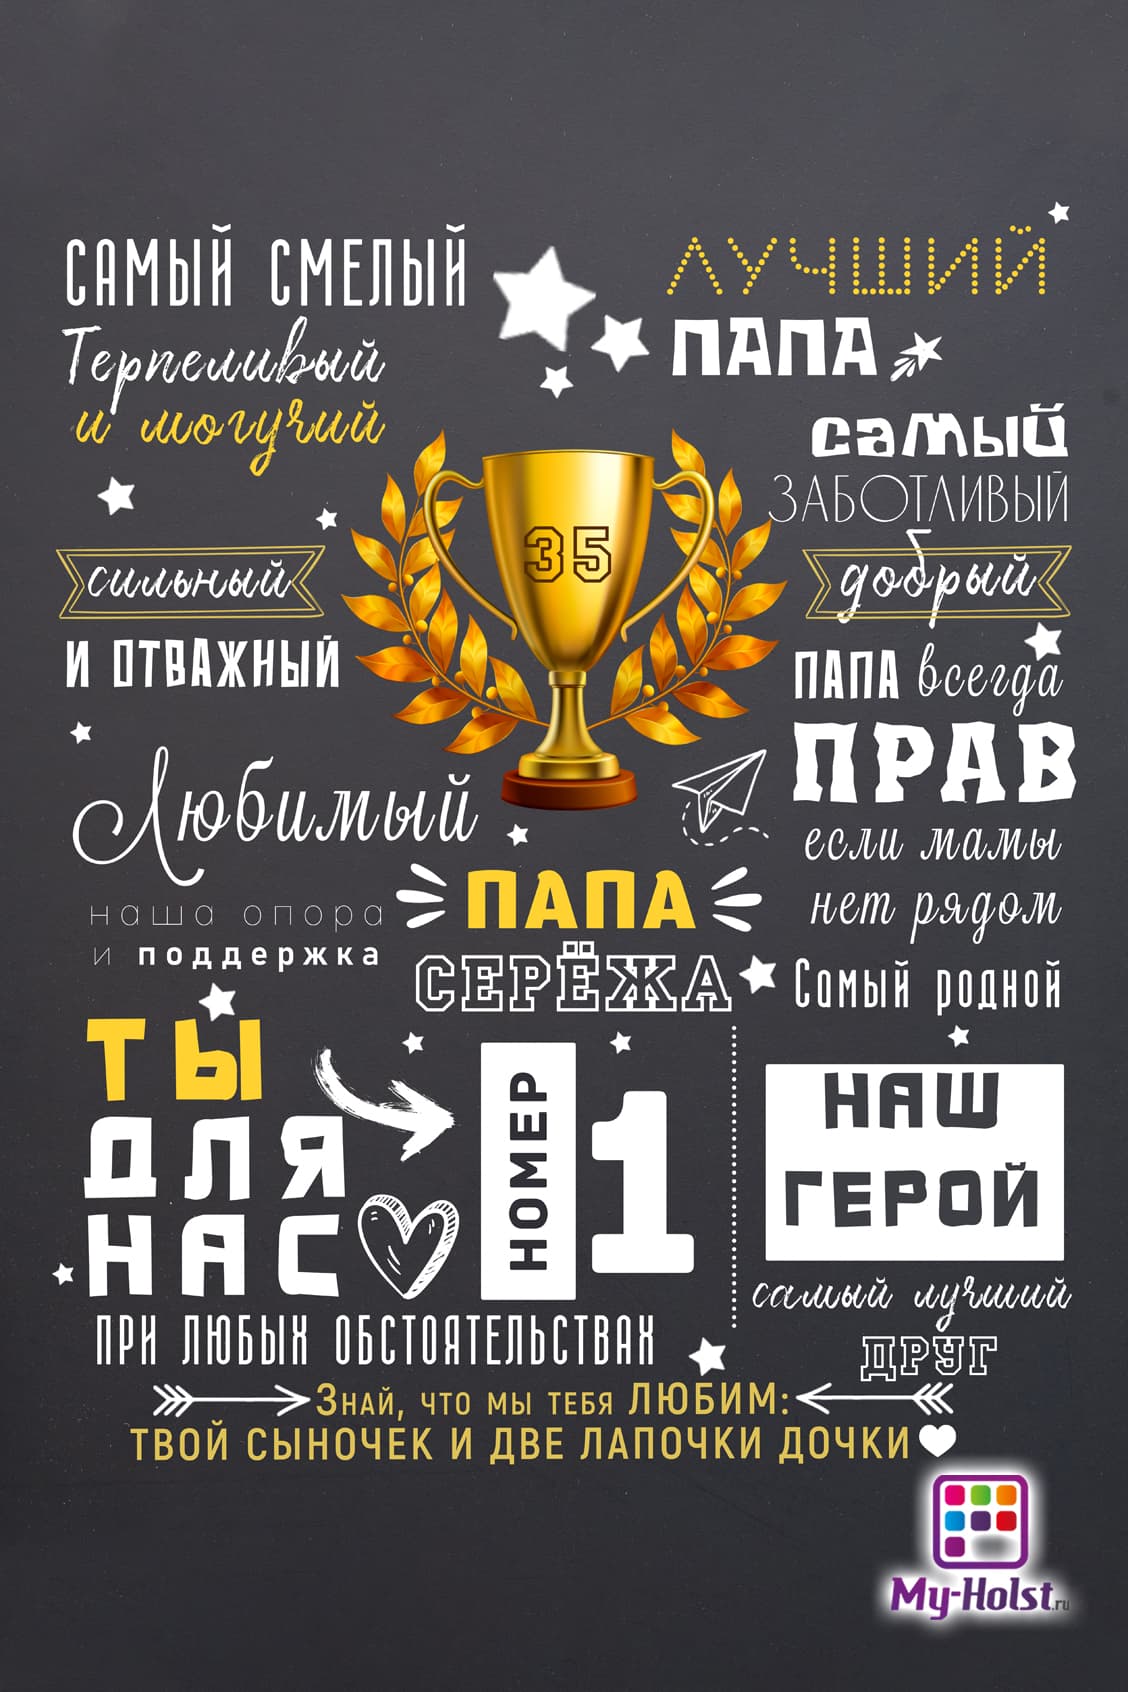 САМЫЙ СМЕЛЫЙ
Терпеливый
и могучий
сильный
И ОТВАЖНЫЙ
Любимый
наша опора
и поддержка
ЛУЧШИЙ
ПАПА
самый
ЗАБОТЛИВЫЙ
добрый
ПАПА всегда
ПРАВ
если мамы
нет рядом
Самый родной
35
ПАПА
СЕРЁЖА
ТЫ
ДЛЯ
НАС
НОМЕР
1
ПРИ ЛЮБЫХ ОБСТОЯТЕЛЬСТВАХ
НАШ
ГЕРОЙ
самый лучший
ДРУГ
Знай, что мы тебя ЛЮБИМ:
ТВОЙ СЫНОЧЕК И ДВЕ ЛАПОЧКИ ДОЧКИ
My-Holst.ru